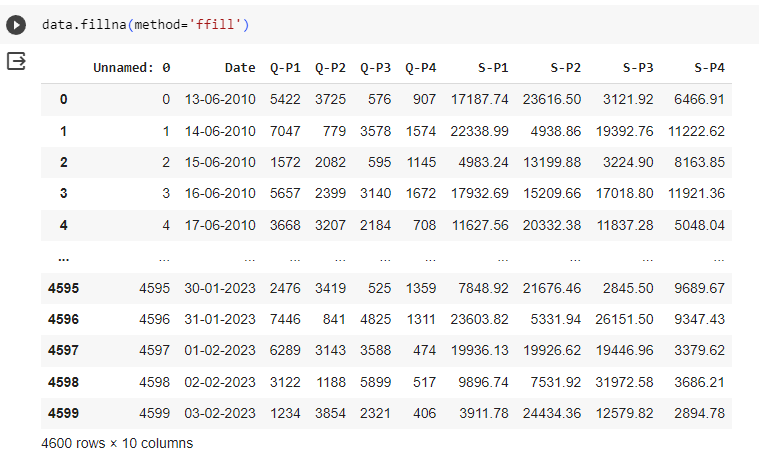 data.fillna(method='ffill')
Unnamed: 0 Date Q-P1 Q-P2 Q-P3 Q-P4 S-P1 S-P2 S-P3 S-P4
0 0 13-06-2010 5422 3725 576 907 17187.74 23616.50 3121.92 6466.91
1 1 14-06-2010 7047 779 3578 1574 22338.99 4938.86 19392.76 11222.62
2 2 15-06-2010 1572 2082 595 1145 4983.24 13199.88 3224.90 8163.85
3 3 16-06-2010 5657 2399 3140 1672 17932.69 15209.66 17018.80 11921.36
4 4 17-06-2010 3668 3207 2184 708 11627.56 20332.38 11837.28 5048.04
... ... ... ... ... ... ... ... ... ... ...
4595 4595 30-01-2023 2476 3419 525 1359 7848.92 21676.46 2845.50 9689.67
4596 4596 31-01-2023 7446 841 4825 1311 23603.82 5331.94 26151.50 9347.43
4597 4597 01-02-2023 6289 3143 3588 474 19936.13 19926.62 19446.96 3379.62
4598 4598 02-02-2023 3122 1188 5899 517 9896.74 7531.92 31972.58 3686.21
4599 4599 03-02-2023 1234 3854 2321 406 3911.78 24434.36 12579.82 2894.78
4600 rows × 10 columns